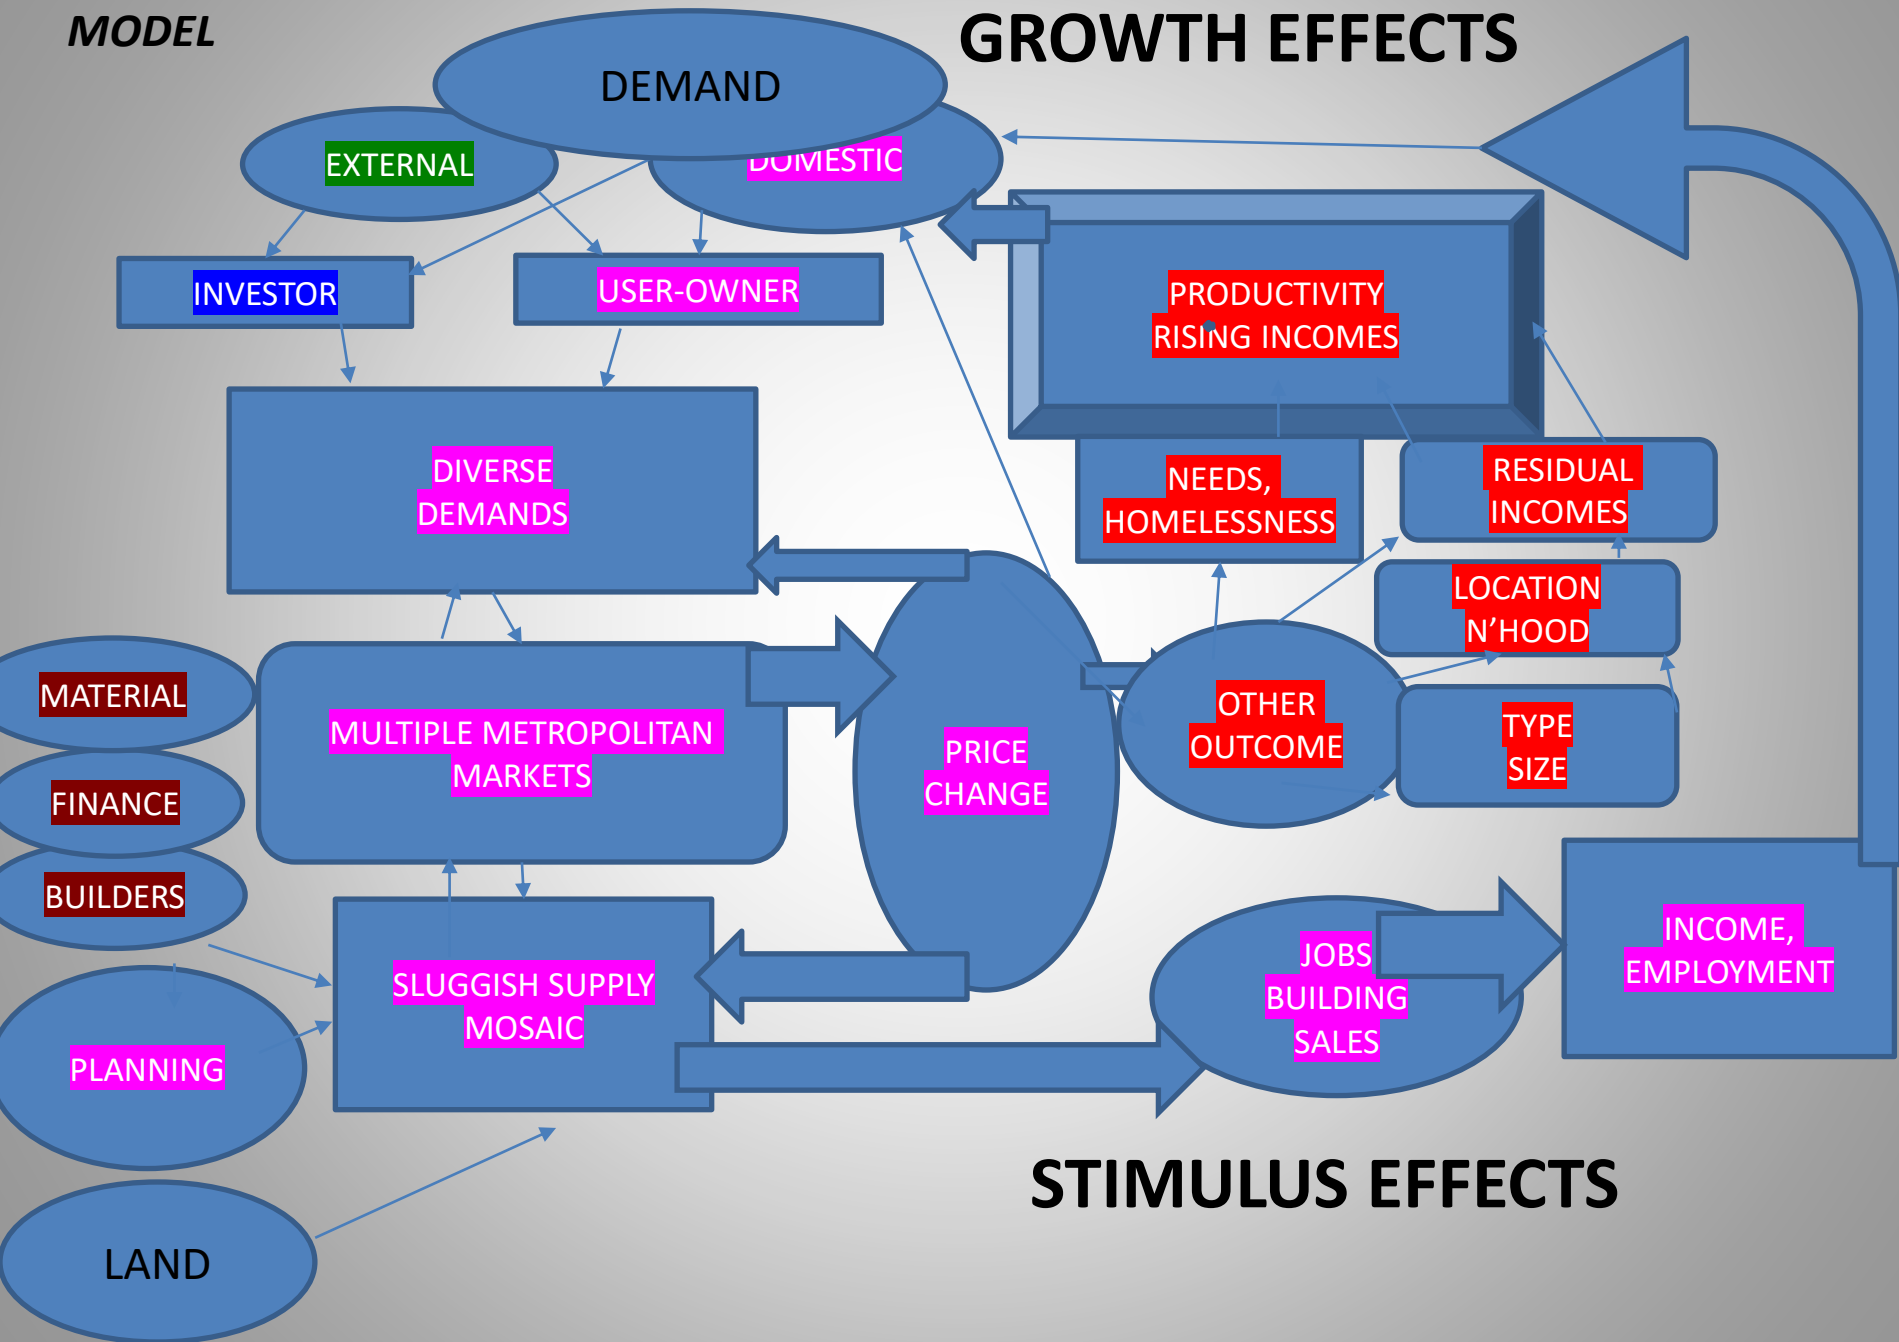 MODEL
GROWTH EFFECTS
DEMAND
EXTERNAL
DOMESTIC
INVESTOR
USER-OWNER
PRODUCTIVITY
RISING INCOMES
DIVERSE
DEMANDS
NEEDS,
HOMELESSNESS
RESIDUAL
INCOMES
LOCATION
N’HOOD
MATERIAL
FINANCE
BUILDERS
MULTIPLE METROPOLITAN
MARKETS
PRICE
CHANGE
OTHER
OUTCOME
TYPE
SIZE
SLUGGISH SUPPLY
MOSAIC
JOBS
BUILDING
SALES
INCOME,
EMPLOYMENT
PLANNING
STIMULUS EFFECTS
LAND